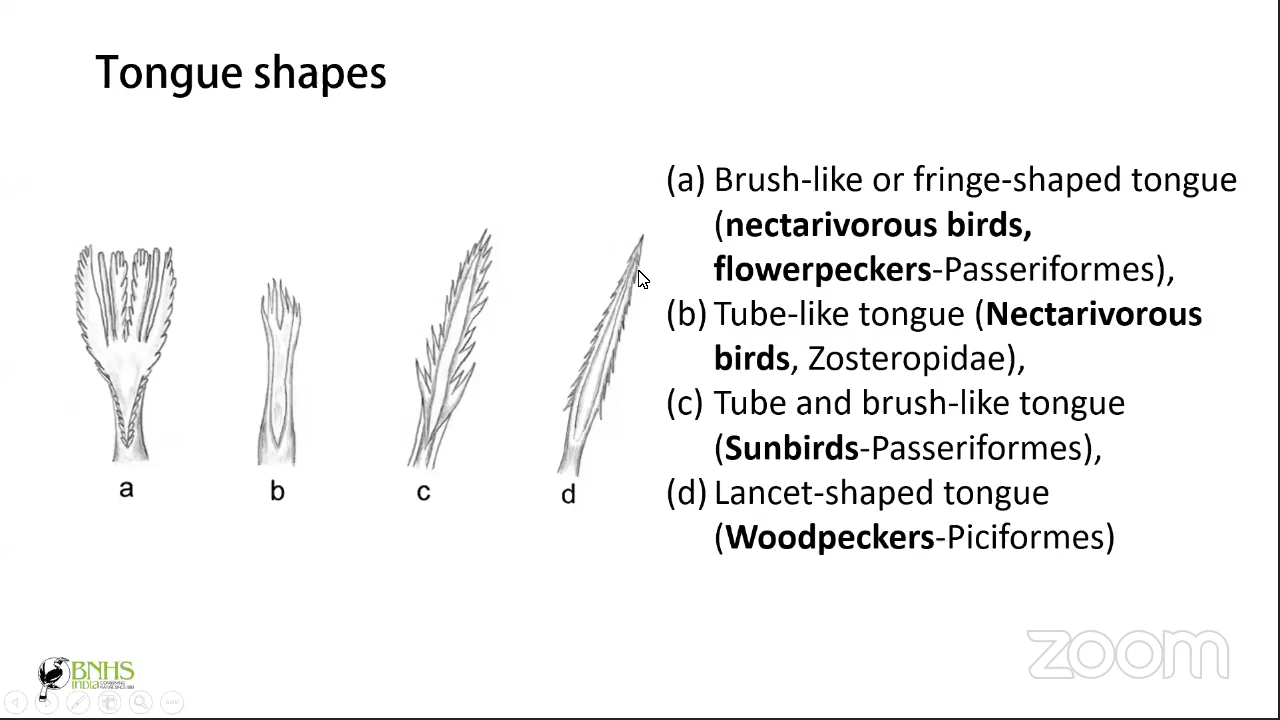 Tongue shapes
(a) Brush-like or fringe-shaped tongue
(nectarivorous birds,
flowerpeckers-Passeriformes),
(b) Tube-like tongue (Nectarivorous
birds, Zosteropidae),
(c) Tube and brush-like tongue
(Sunbirds-Passeriformes),
(d) Lancet-shaped tongue
(Woodpeckers-Piciformes)
a
b
c
d
BNHS
INDIA
zoom